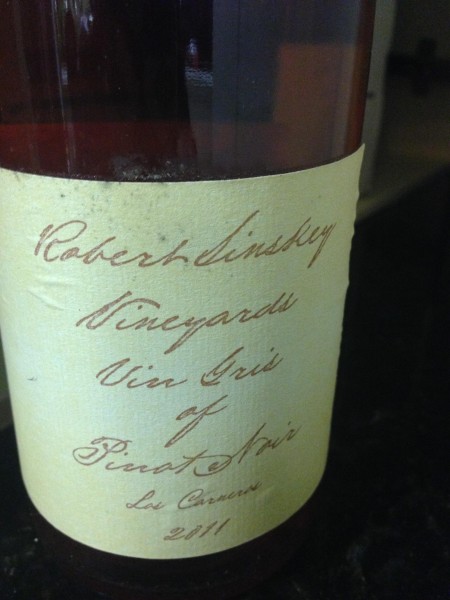 Robert Sinskey
Vineyards
Vin Gris
of
Pinot Noir
Los Carneros
2011